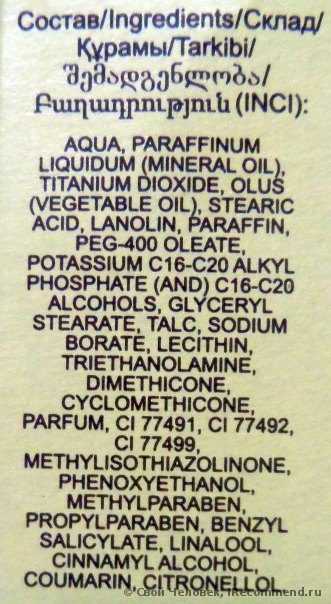 Состав/Ingredients/Склад/
Құрамы/Tarkibi/
შემადგენლობა/
Բաղադրություն (INCI):
AQUA, PARAFFINUM
LIQUIDUM (MINERAL OIL),
TITANIUM DIOXIDE, OLUS
(VEGETABLE OIL), STEARIC
ACID, LANOLIN, PARAFFIN,
PEG-400 OLEATE,
POTASSIUM C16-C20 ALKYL
PHOSPHATE (AND) C16-C20
ALCOHOLS, GLYCERYL
STEARATE, TALC, SODIUM
BORATE, LECITHIN,
TRIETHANOLAMINE,
DIMETHICONE,
CYCLOMETHICONE,
PARFUM, CI 77491, CI 77492,
CI 77499,
METHYLISOTHIAZOLINONE,
PHENOXYETHANOL,
METHYLPARABEN,
PROPYLPARABEN, BENZYL
SALICYLATE, LINALOOL,
CINNAMYL ALCOHOL,
COUMARIN, CITRONELLOL,
© Свой Человек, iRecommend.ru